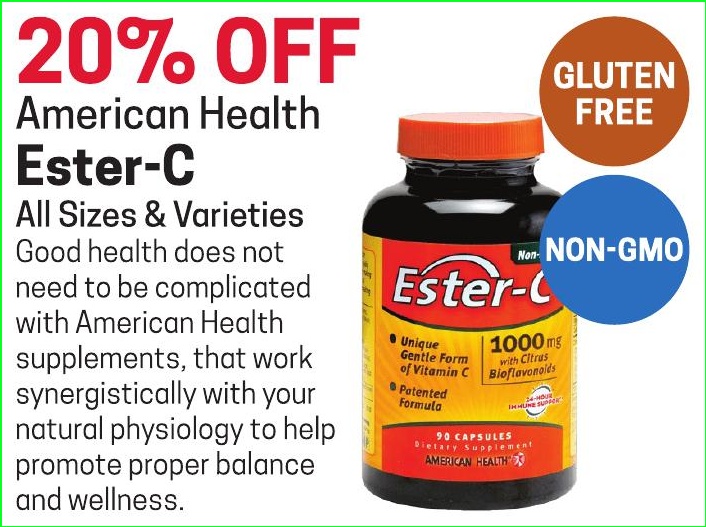 20% OFF
American Health
Ester-C
All Sizes & Varieties
Good health does not
need to be complicated
with American Health
supplements, that work
synergistically with your
natural physiology to help
promote proper balance
and wellness.
GLUTEN
FREE
NON-GMO
Non-
Ester-C
Unique
Gentle Form
of Vitamin C
Patented
Formula
1000 mg
with Citrus
Bioflavonoids
24-HOUR
IMMUNE SUPPORT
90 CAPSULES
Dietary Supplement
AMERICAN HEALTH